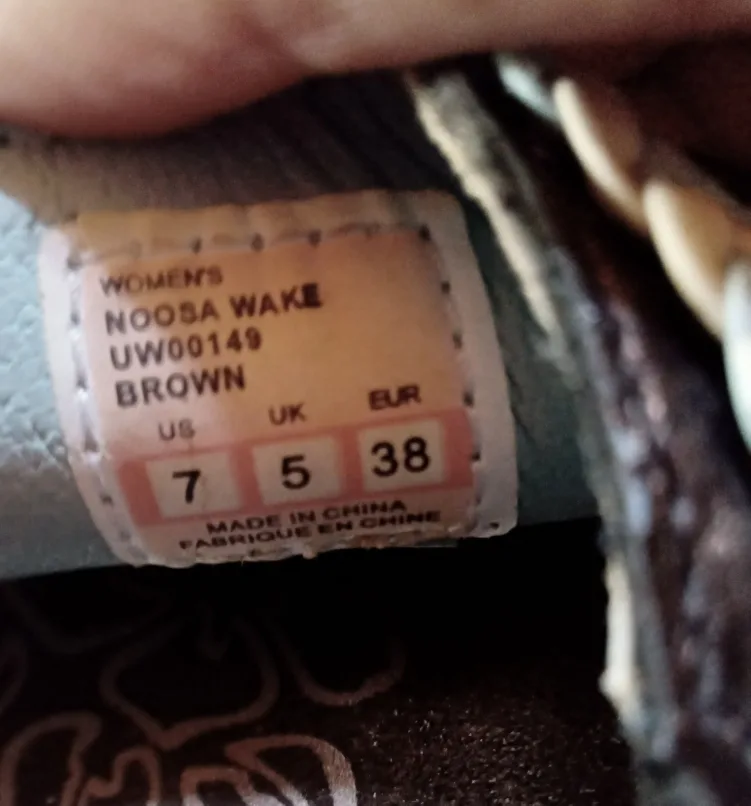 WOMEN'S
NOOSA WAKE
UW00149
BROWN
US UK EUR
7 5 38
MADE IN CHINA
FABRIQUE EN CHINE